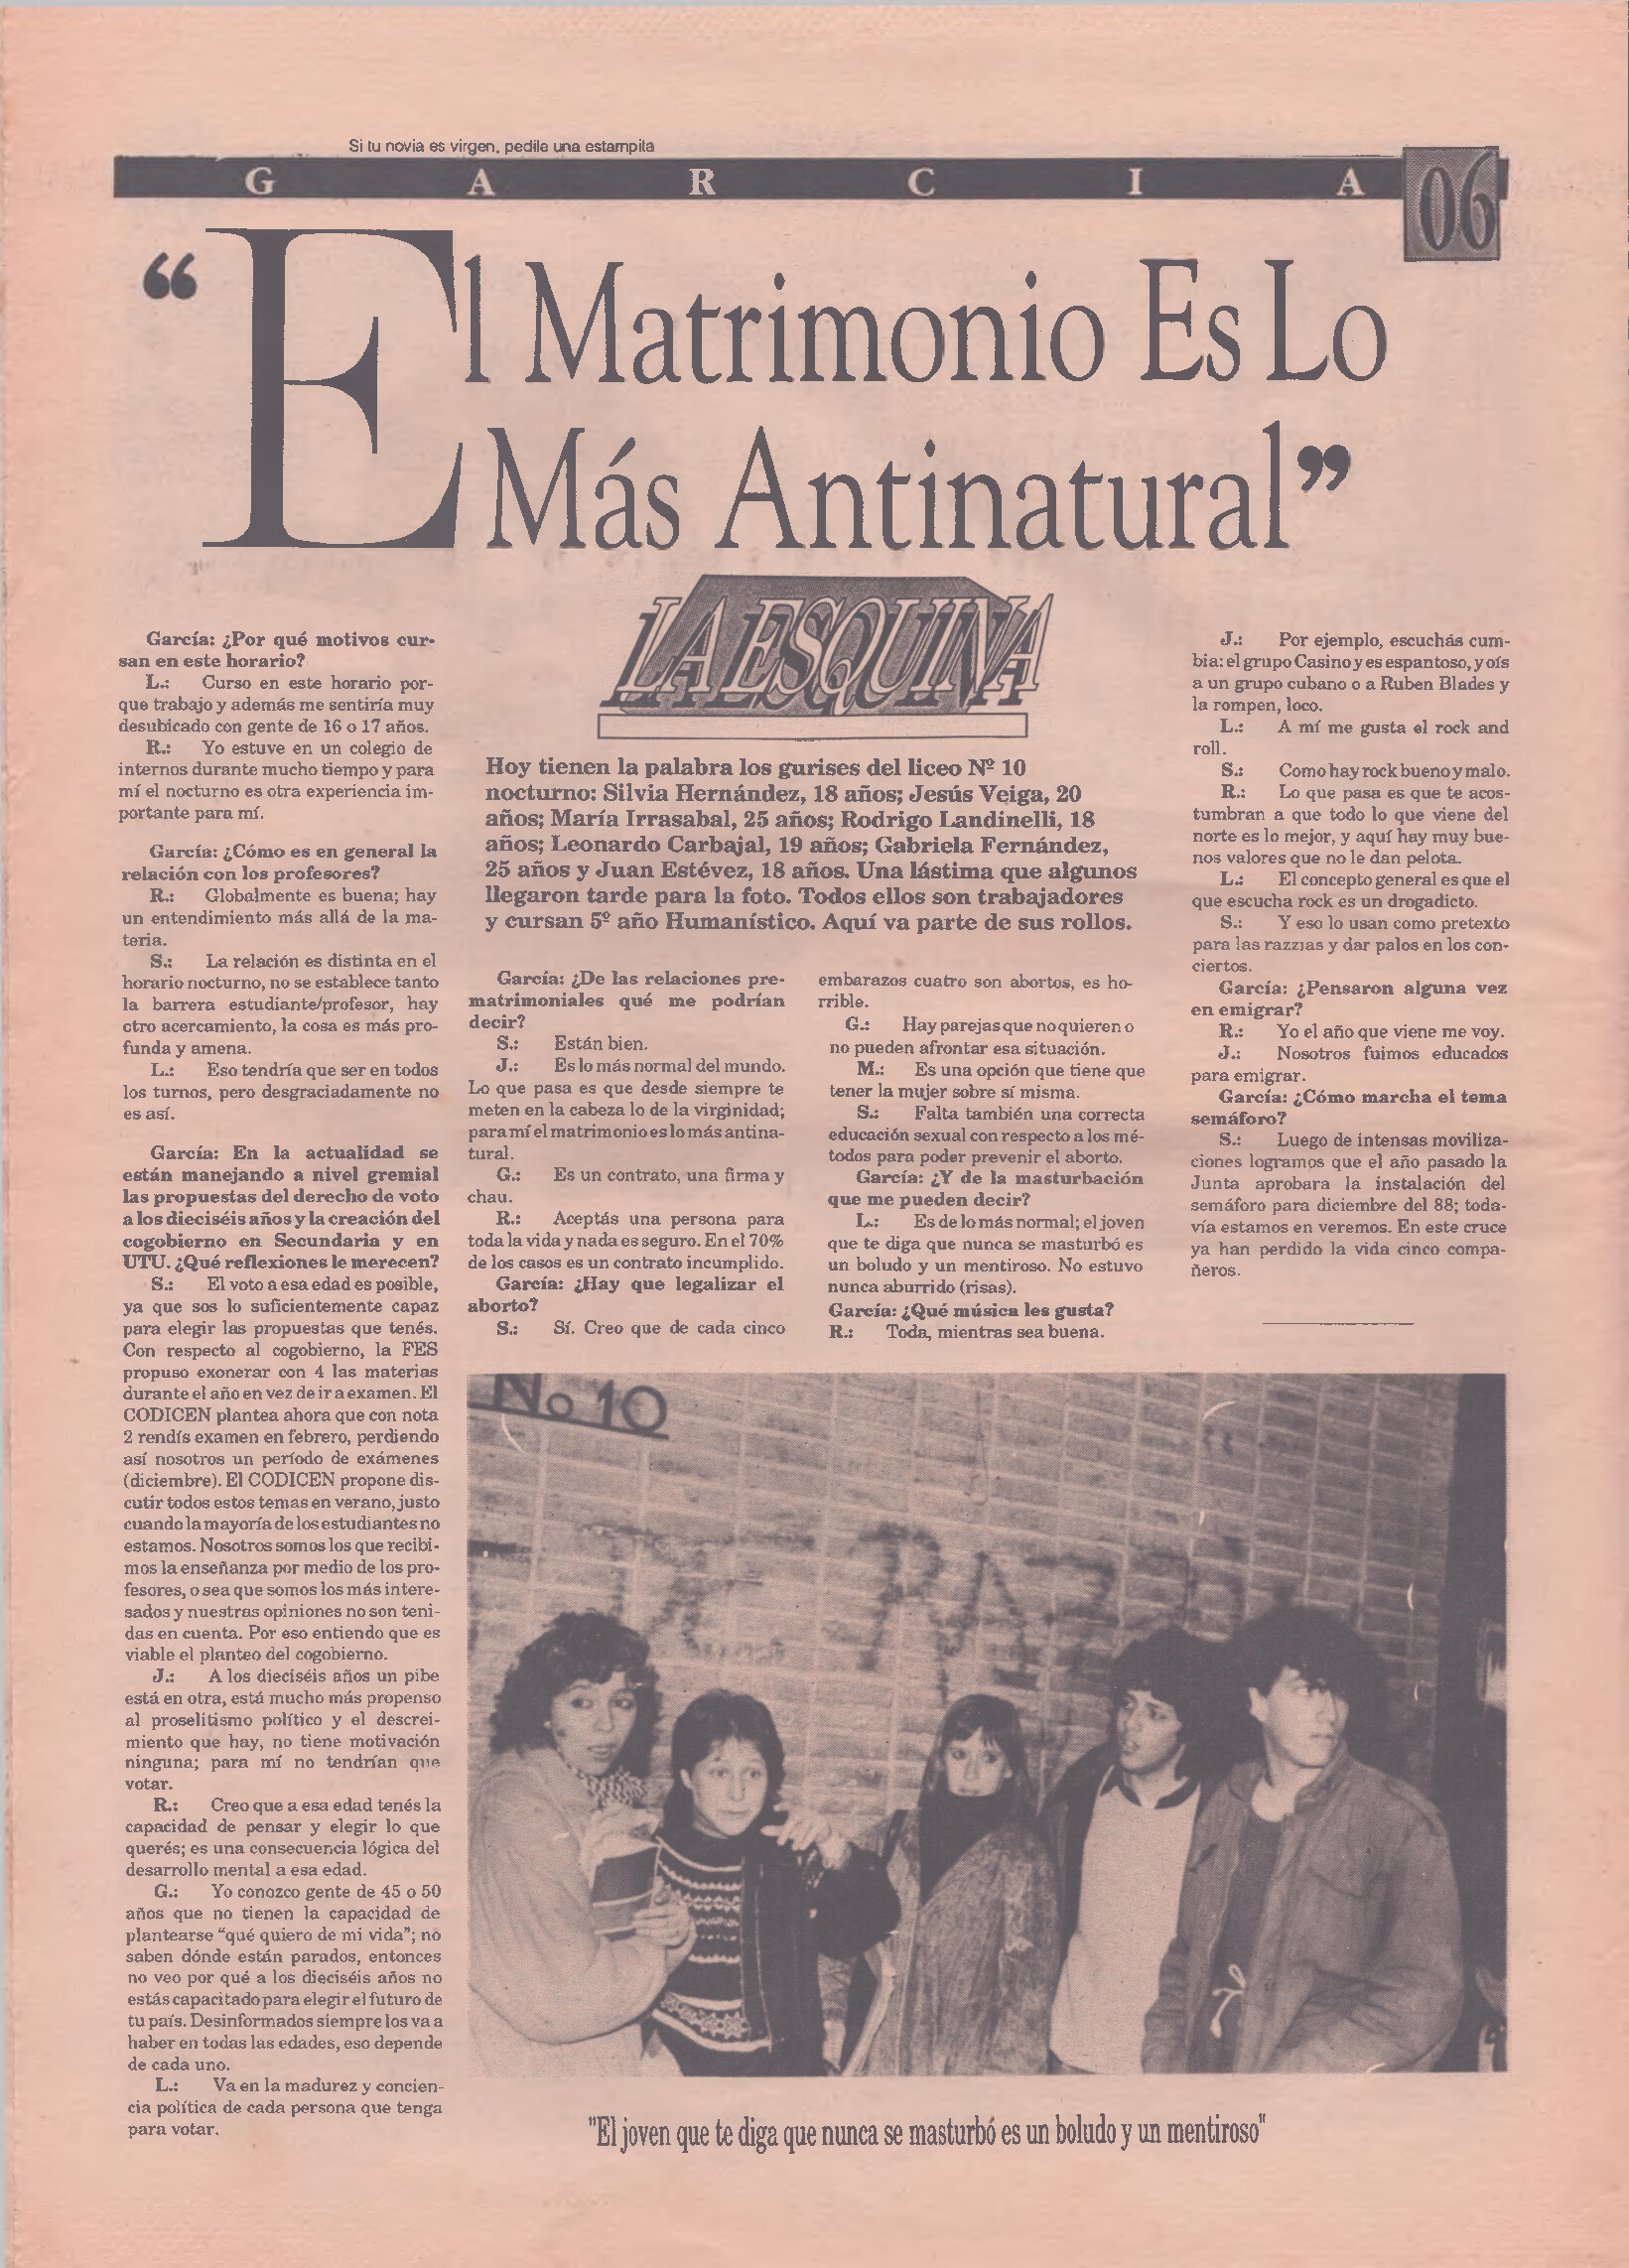 Si tu novia es virgen, pedile una estampita
G A R C I A
06
“El Matrimonio Es Lo
Más Antinatural”
LA ESQUINA
Hoy tienen la palabra los gurises del liceo Nº 10
nocturno: Silvia Hernández, 18 años; Jesús Veiga, 20
años; María Irrasabal, 25 años; Rodrigo Landinelli, 18
años; Leonardo Carbajal, 19 años; Gabriela Fernández,
25 años y Juan Estévez, 18 años. Una lástima que algunos
llegaron tarde para la foto. Todos ellos son trabajadores
y cursan 5º año Humanístico. Aquí va parte de sus rollos.
García: ¿Por qué motivos cur-
san en este horario?
L.: Curso en este horario por-
que trabajo y además me sentiría muy
desubicado con gente de 16 o 17 años.
R.: Yo estuve en un colegio de
internos durante mucho tiempo y para
mí el nocturno es otra experiencia im-
portante para mí.
García: ¿Cómo es en general la
relación con los profesores?
R.: Globalmente es buena; hay
un entendimiento más allá de la ma-
teria.
S.: La relación es distinta en el
horario nocturno, no se establece tanto
la barrera estudiante/profesor, hay
otro acercamiento, la cosa es más pro-
funda y amena.
L.: Eso tendría que ser en todos
los turnos, pero desgraciadamente no
es así.
García: En la actualidad se
están manejando a nivel gremial
las propuestas del derecho de voto
a los dieciséis años y la creación del
cogobierno en Secundaria y en
UTU. ¿Qué reflexiones le merecen?
S.: El voto a esa edad es posible,
ya que sos lo suficientemente capaz
para elegir las propuestas que tenés.
Con respecto al cogobierno, la FES
propuso exonerar con 4 las materias
durante el año en vez de ir a examen. El
CODICEN plantea ahora que con nota
2 rendís examen en febrero, perdiendo
así nosotros un período de exámenes
(diciembre). El CODICEN propone dis-
cutir todos estos temas en verano, justo
cuando la mayoría de los estudiantes no
estamos. Nosotros somos los que recibi-
mos la enseñanza por medio de los pro-
fesores, o sea que somos los más intere-
sados y nuestras opiniones no son teni-
das en cuenta. Por eso entiendo que es
viable el planteo del cogobierno.
J.: A los dieciséis años un pibe
está en otra, está mucho más propenso
al proselitismo político y el descrei-
miento que hay, no tiene motivación
ninguna; para mí no tendrían que
votar.
R.: Creo que a esa edad tenés la
capacidad de pensar y elegir lo que
querés; es una consecuencia lógica del
desarrollo mental a esa edad.
G.: Yo conozco gente de 45 o 50
años que no tienen la capacidad de
plantearse “qué quiero de mi vida”; no
saben dónde están parados, entonces
no veo por qué a los dieciséis años no
estás capacitado para elegir el futuro de
tu país. Desinformados siempre los va a
haber en todas las edades, eso depende
de cada uno.
L.: Va en la madurez y concien-
cia política de cada persona que tenga
para votar.
García: ¿De las relaciones pre-
matrimoniales qué me podrían
decir?
S.: Están bien.
J.: Es lo más normal del mundo.
Lo que pasa es que desde siempre te
meten en la cabeza lo de la virginidad;
para mí el matrimonio es lo más antina-
tural.
G.: Es un contrato, una firma y
chau.
R.: Aceptás una persona para
toda la vida y nada es seguro. En el 70%
de los casos es un contrato incumplido.
García: ¿Hay que legalizar el
aborto?
S.: Sí. Creo que de cada cinco
embarazos cuatro son abortos, es ho-
rrible.
G.: Hay parejas que no quieren o
no pueden afrontar esa situación.
M.: Es una opción que tiene que
tener la mujer sobre sí misma.
S.: Falta también una correcta
educación sexual con respecto a los mé-
todos para poder prevenir el aborto.
García: ¿Y de la masturbación
que me pueden decir?
L.: Es de lo más normal; el joven
que te diga que nunca se masturbó es
un boludo y un mentiroso. No estuvo
nunca aburrido (risas).
García: ¿Qué música les gusta?
R.: Toda, mientras sea buena.
J.: Por ejemplo, escuchás cum-
bia: el grupo Casino y es espantoso, y oís
a un grupo cubano o a Ruben Blades y
la rompen, loco.
L.: A mí me gusta el rock and
roll.
S.: Como hay rock bueno y malo.
R.: Lo que pasa es que te acos-
tumbran a que todo lo que viene del
norte es lo mejor, y aquí hay muy bue-
nos valores que no le dan pelota.
L.: El concepto general es que el
que escucha rock es un drogadicto.
S.: Y eso lo usan como pretexto
para las razzias y dar palos en los con-
ciertos.
García: ¿Pensaron alguna vez
en emigrar?
R.: Yo el año que viene me voy.
J.: Nosotros fuimos educados
para emigrar.
García: ¿Cómo marcha el tema
semáforo?
S.: Luego de intensas moviliza-
ciones logramos que el año pasado la
Junta aprobara la instalación del
semáforo para diciembre del 88; toda-
vía estamos en veremos. En este cruce
ya han perdido la vida cinco compa-
ñeros.
No 10
"El joven que te diga que nunca se masturbó es un boludo y un mentiroso"